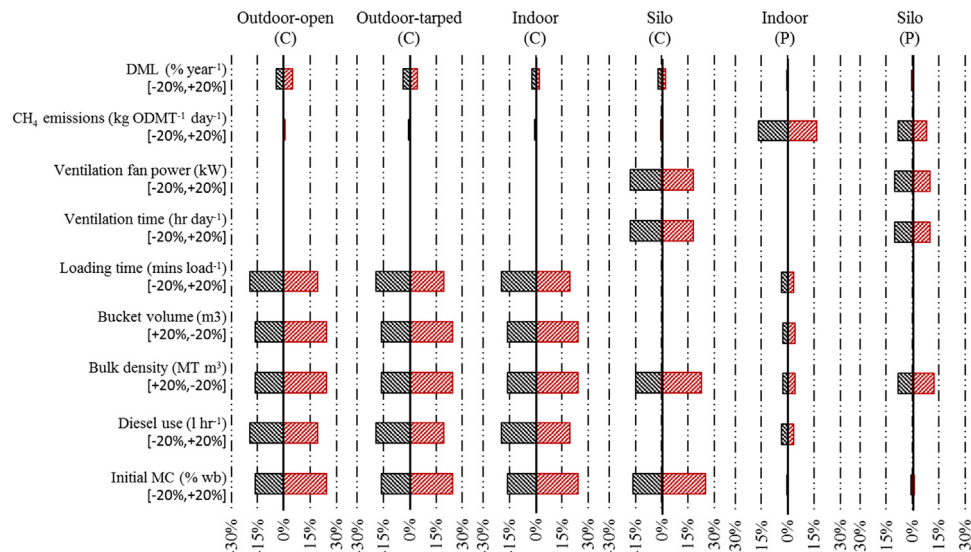 Outdoor-open Outdoor-tarped Indoor Silo Indoor Silo
(C) (C) (C) (C) (P) (P)
DML (% year⁻¹)
[-20%,+20%]
CH₄ emissions (kg ODMT⁻¹ day⁻¹)
[-20%,+20%]
Ventilation fan power (kW)
[-20%,+20%]
Ventilation time (hr day⁻¹)
[-20%,+20%]
Loading time (mins load⁻¹)
[-20%,+20%]
Bucket volume (m3)
[+20%,-20%]
Bulk density (MT m³)
[+20%,-20%]
Diesel use (l hr⁻¹)
[-20%,+20%]
Initial MC (% wb)
[-20%,+20%]
-30% -15% 0% 15% 30% -30% -15% 0% 15% 30% -30% -15% 0% 15% 30% -30% -15% 0% 15% 30% -30% -15% 0% 15% 30% -30% -15% 0% 15% 30%